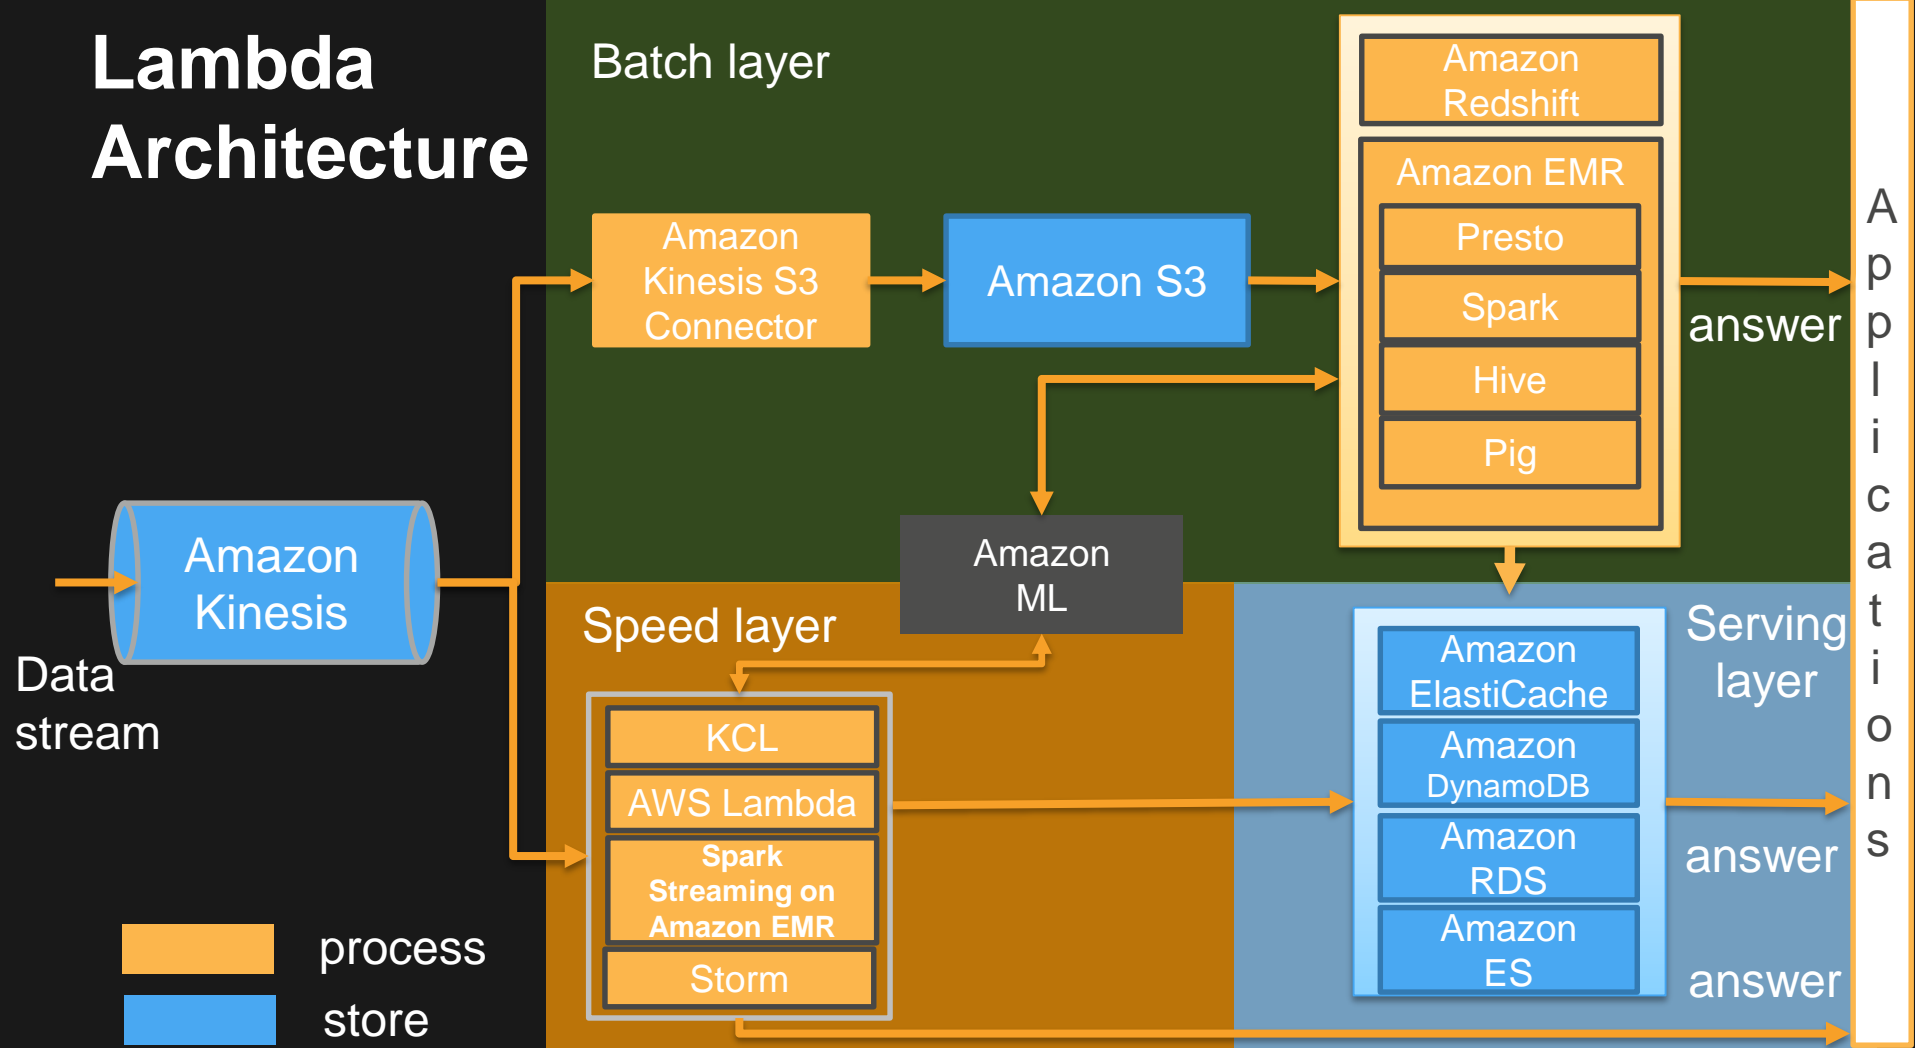 Lambda
Architecture
Batch layer
Amazon
Redshift
Amazon EMR
Presto
Spark
Hive
Pig
Amazon
Kinesis S3
Connector
Amazon S3
answer
Applications
Amazon
Kinesis
Data
stream
Amazon
ML
Speed layer
KCL
AWS Lambda
Spark
Streaming on
Amazon EMR
Storm
Serving
layer
Amazon
ElastiCache
Amazon
DynamoDB
Amazon
RDS
Amazon
ES
answer
answer
process
store